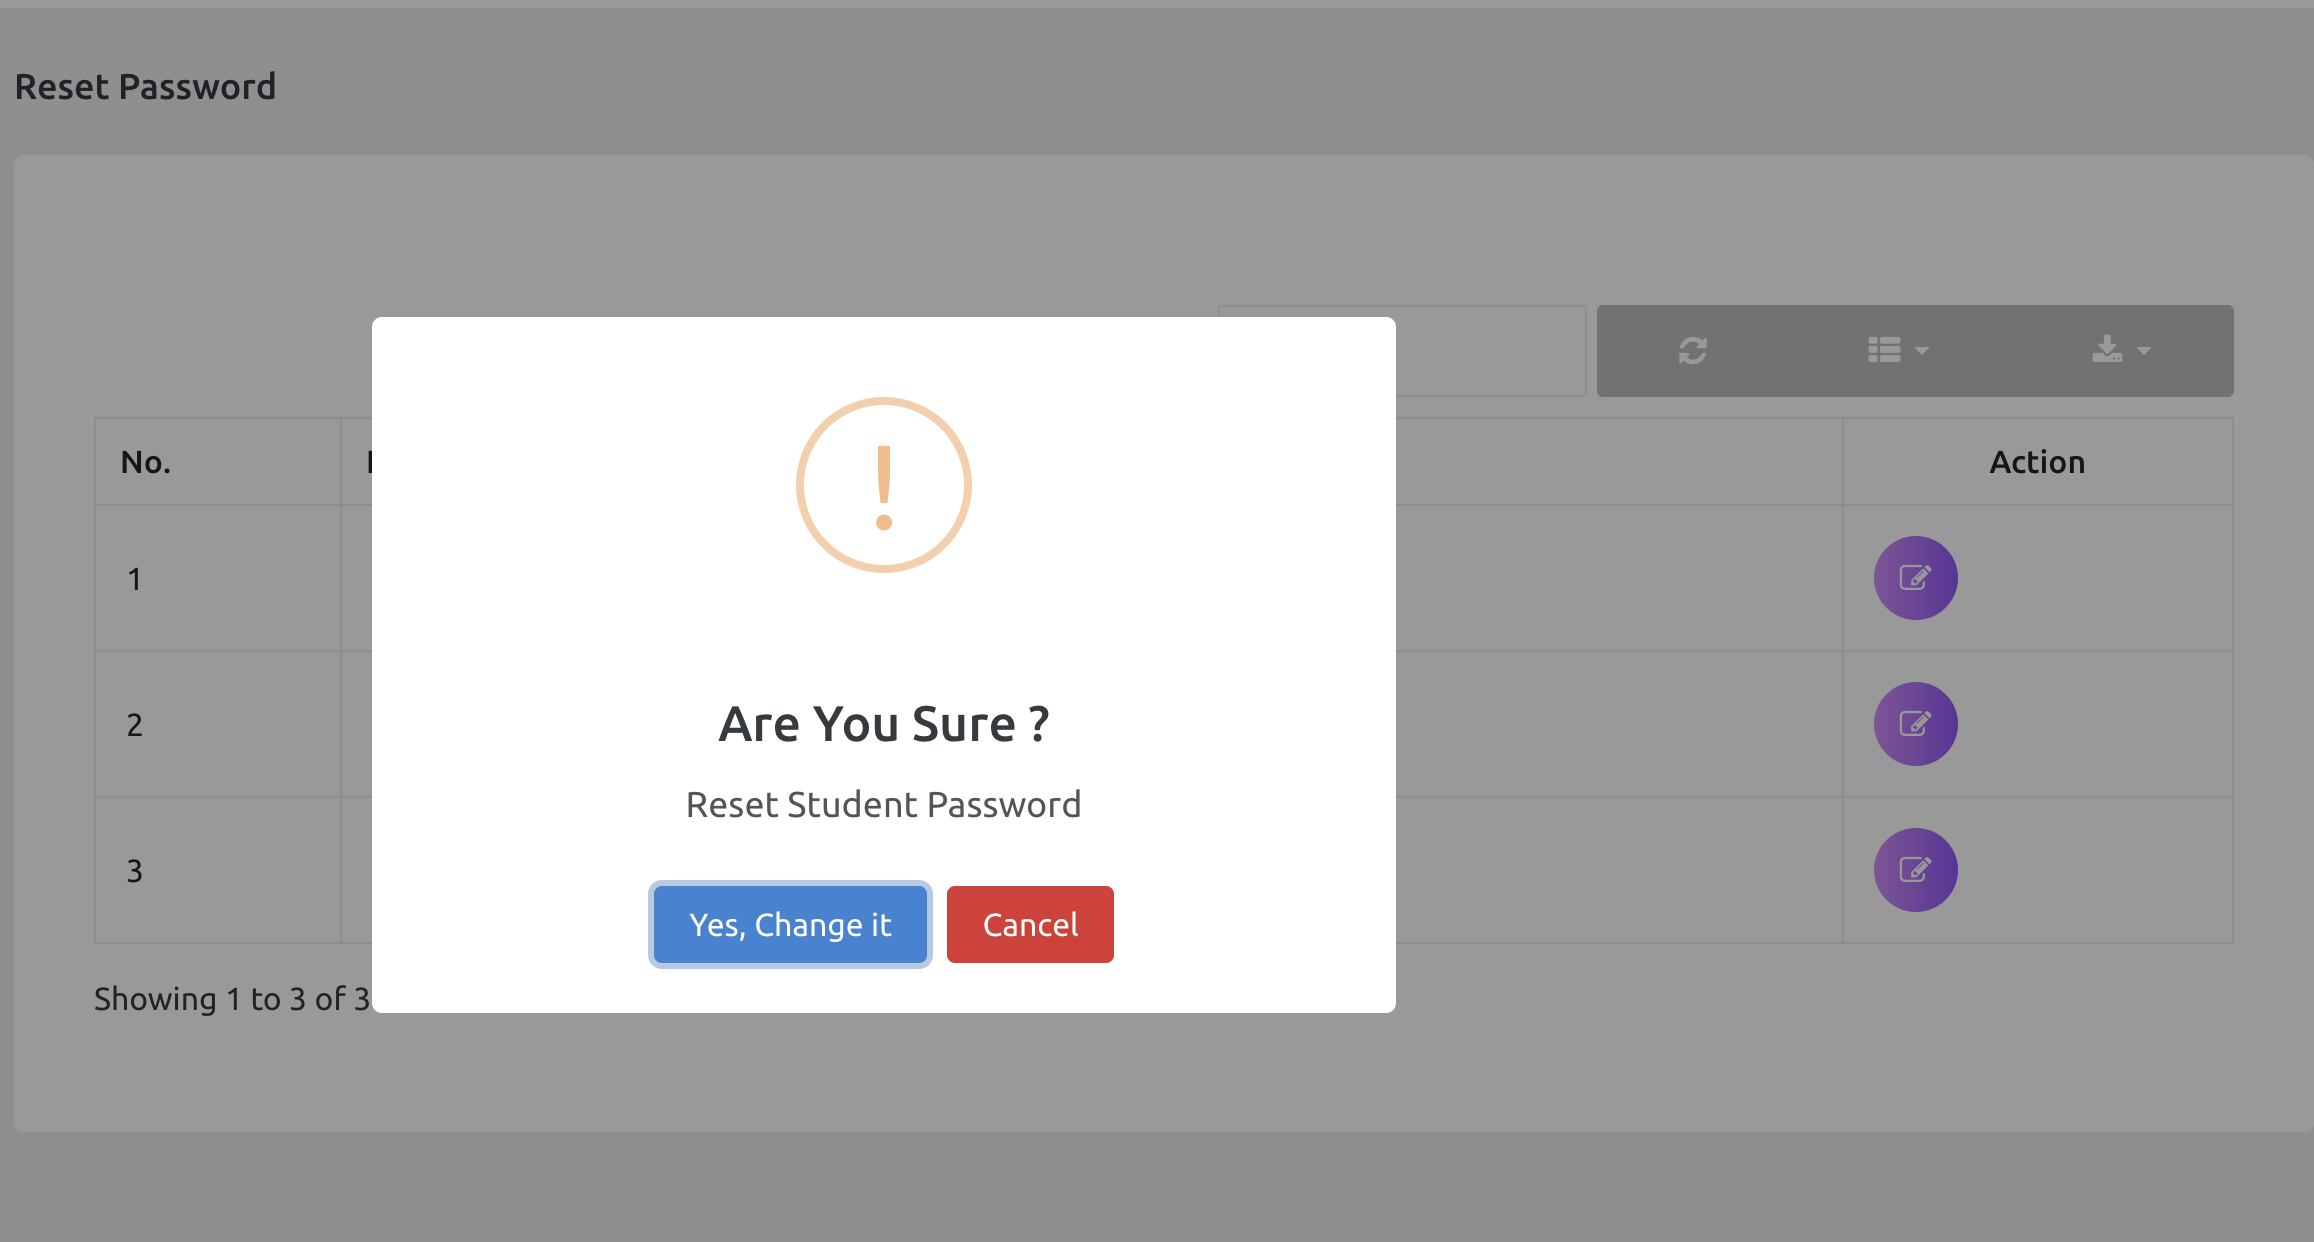 Reset Password
No.
Action
1
2
3
Showing 1 to 3 of 3
!
Are You Sure ?
Reset Student Password
Yes, Change it
Cancel